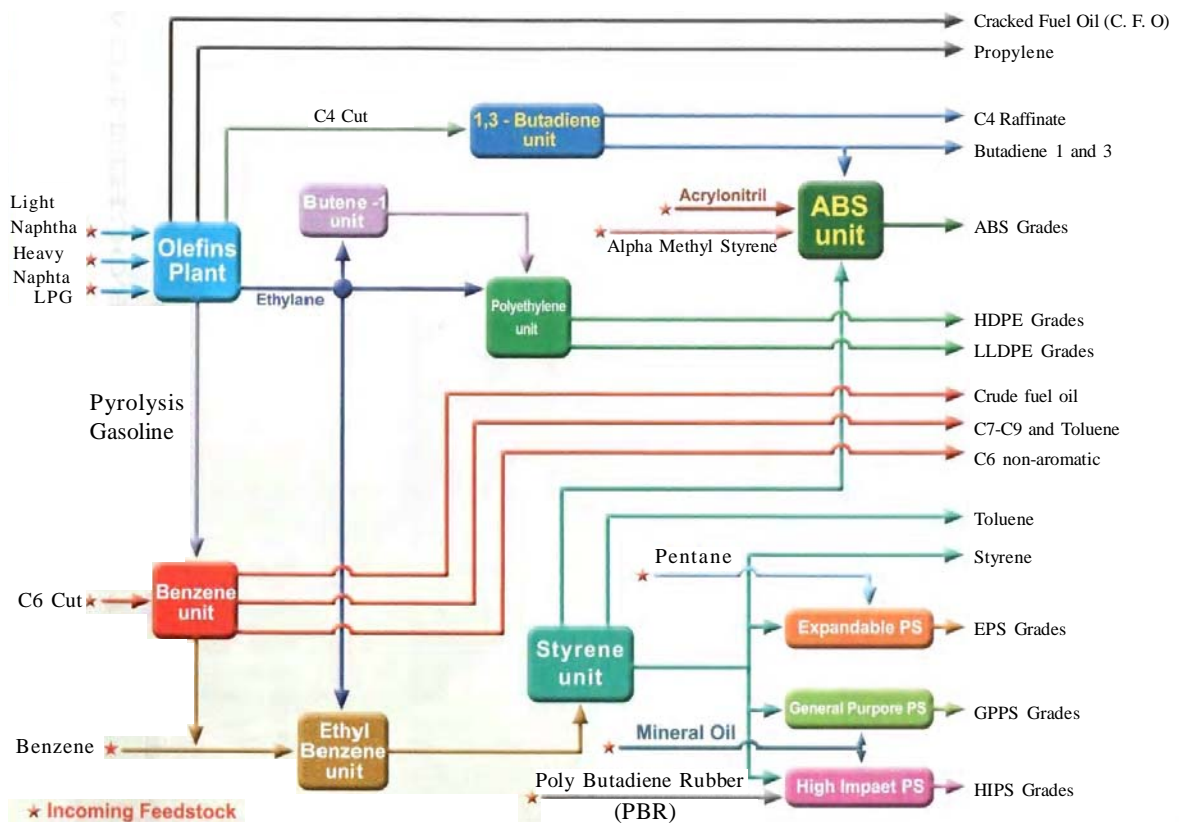 Cracked Fuel Oil (C. F. O)
Propylene
C4 Cut
1,3 - Butadiene
unit
C4 Raffinate
Butadiene 1 and 3
Light
Naphtha
Heavy
Naphta
LPG
Olefins
Plant
Butene -1
unit
Acrylonitril
Alpha Methyl Styrene
ABS
unit
ABS Grades
Ethylane
Polyethylene
unit
HDPE Grades
LLDPE Grades
Pyrolysis
Gasoline
Crude fuel oil
C7-C9 and Toluene
C6 non-aromatic
Toluene
Styrene
Pentane
C6 Cut
Benzene
unit
Styrene
unit
Expandable PS
EPS Grades
General Purpore PS
GPPS Grades
Mineral Oil
Benzene
Ethyl
Benzene
unit
Poly Butadiene Rubber
(PBR)
High Impaet PS
HIPS Grades
Incoming Feedstock